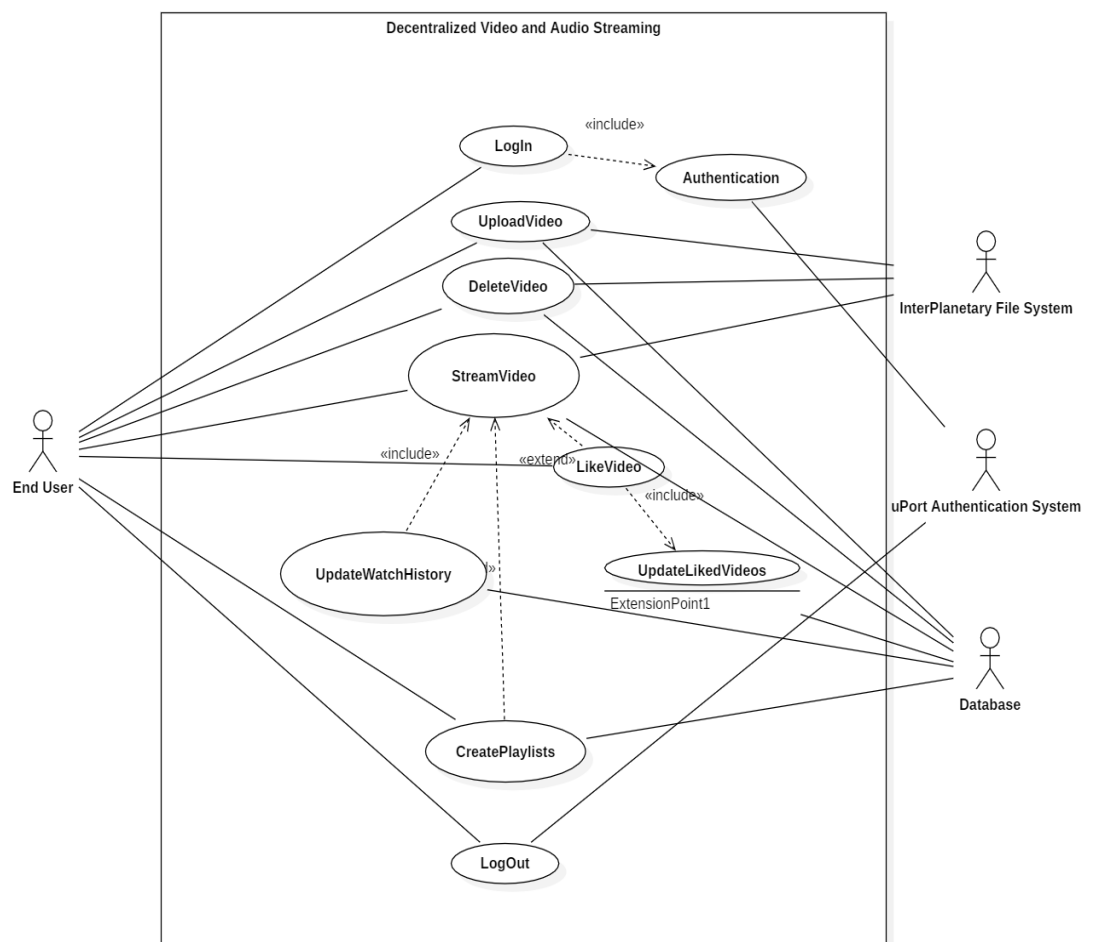 Decentralized Video and Audio Streaming
«include»
LogIn
Authentication
UploadVideo
DeleteVideo
InterPlanetary File System
StreamVideo
«include»
«extend»
LikeVideo
End User
«include»
uPort Authentication System
UpdateWatchHistory
UpdateLikedVideos
ExtensionPoint1
Database
CreatePlaylists
LogOut